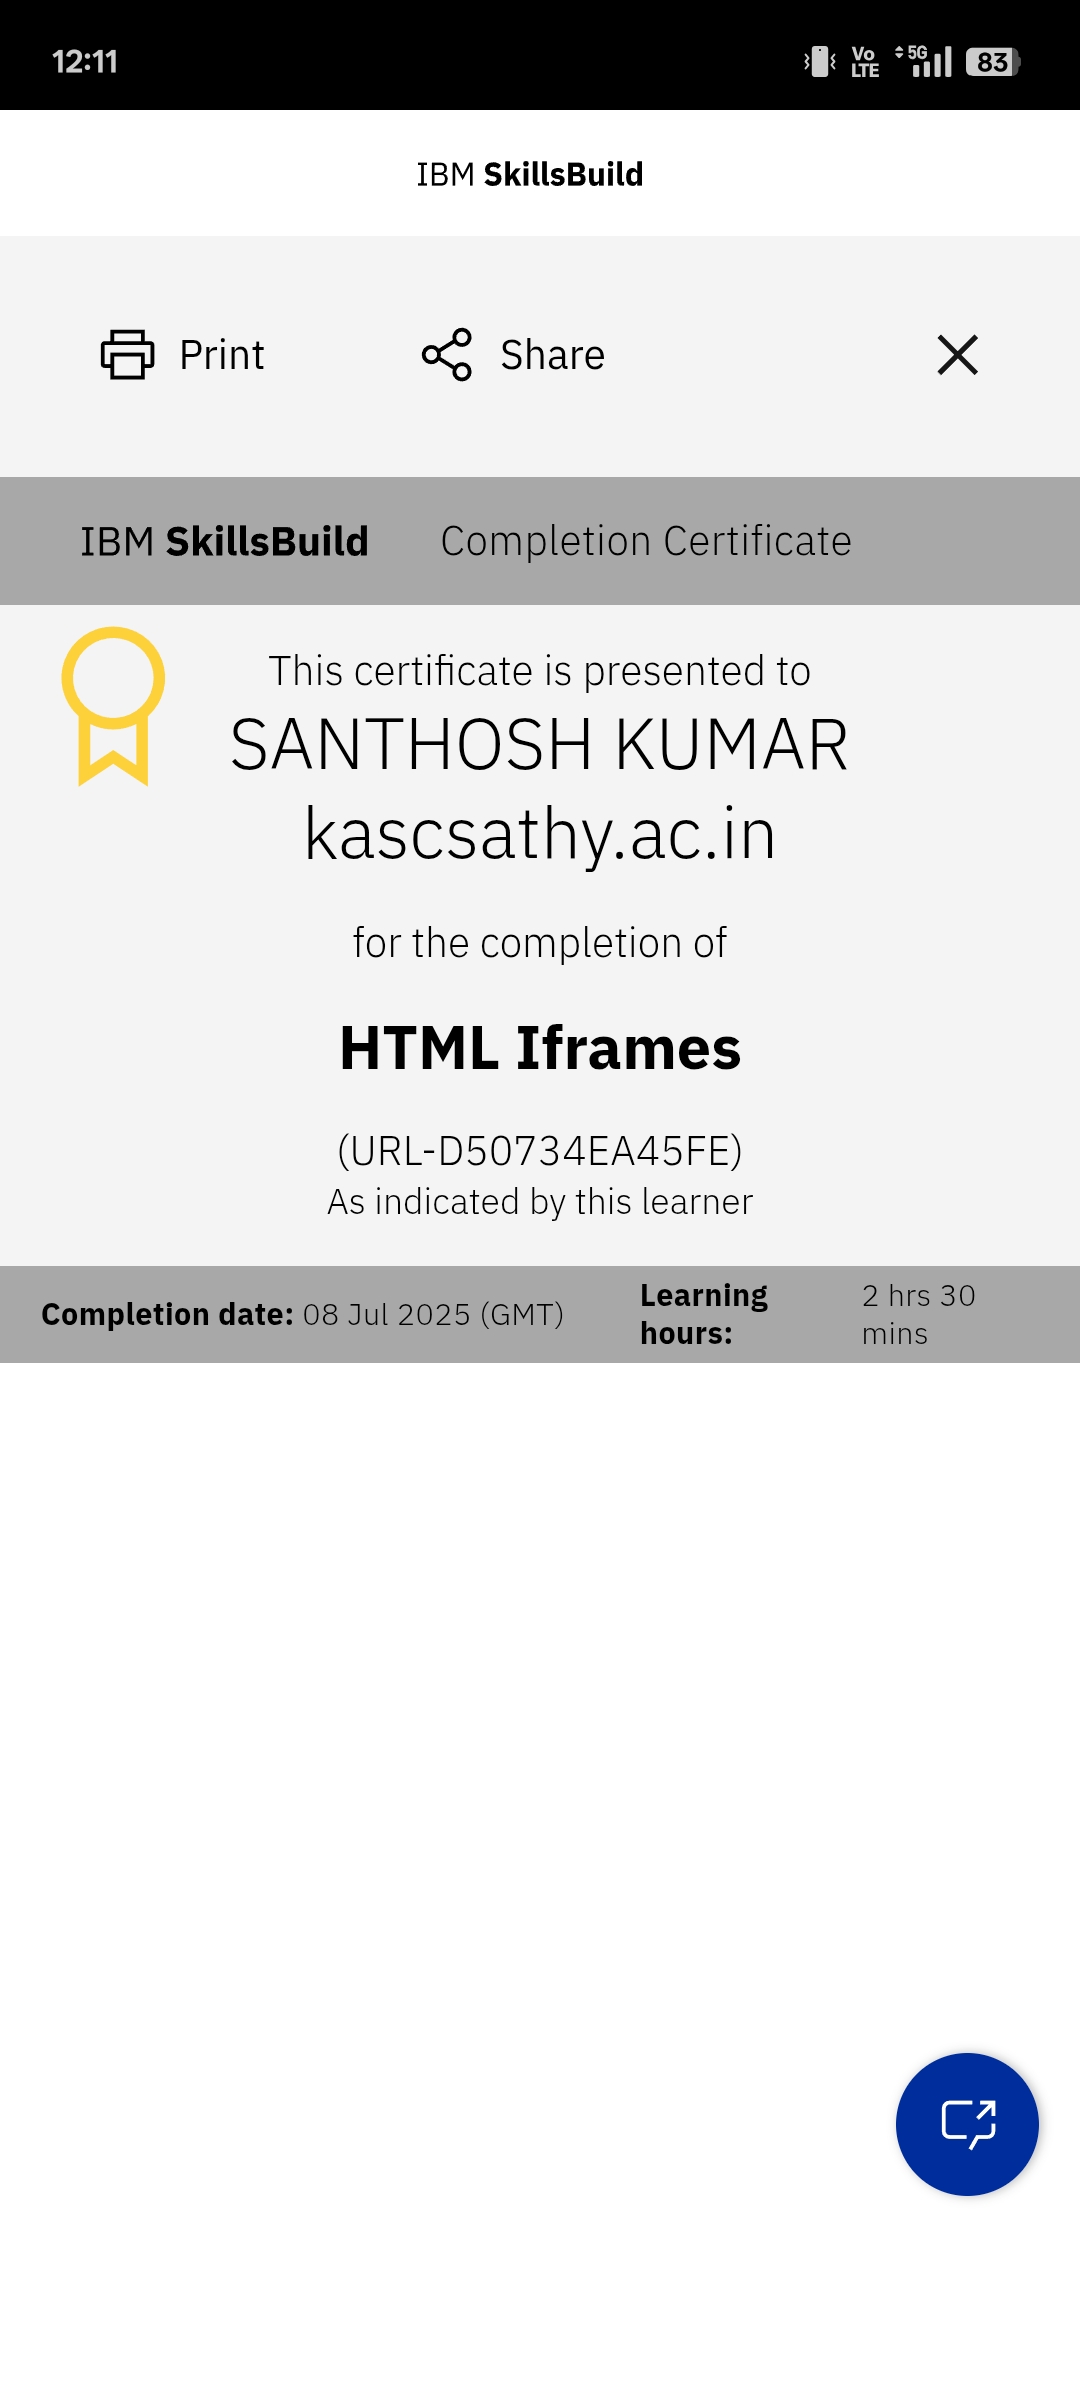 12:11
Vo
LTE
5G
83
IBM SkillsBuild
Print
Share
IBM SkillsBuild
Completion Certificate
This certificate is presented to
SANTHOSH KUMAR
kascsathy.ac.in
for the completion of
HTML Iframes
(URL-D50734EA45FE)
As indicated by this learner
Completion date: 08 Jul 2025 (GMT)
Learning hours:
2 hrs 30 mins